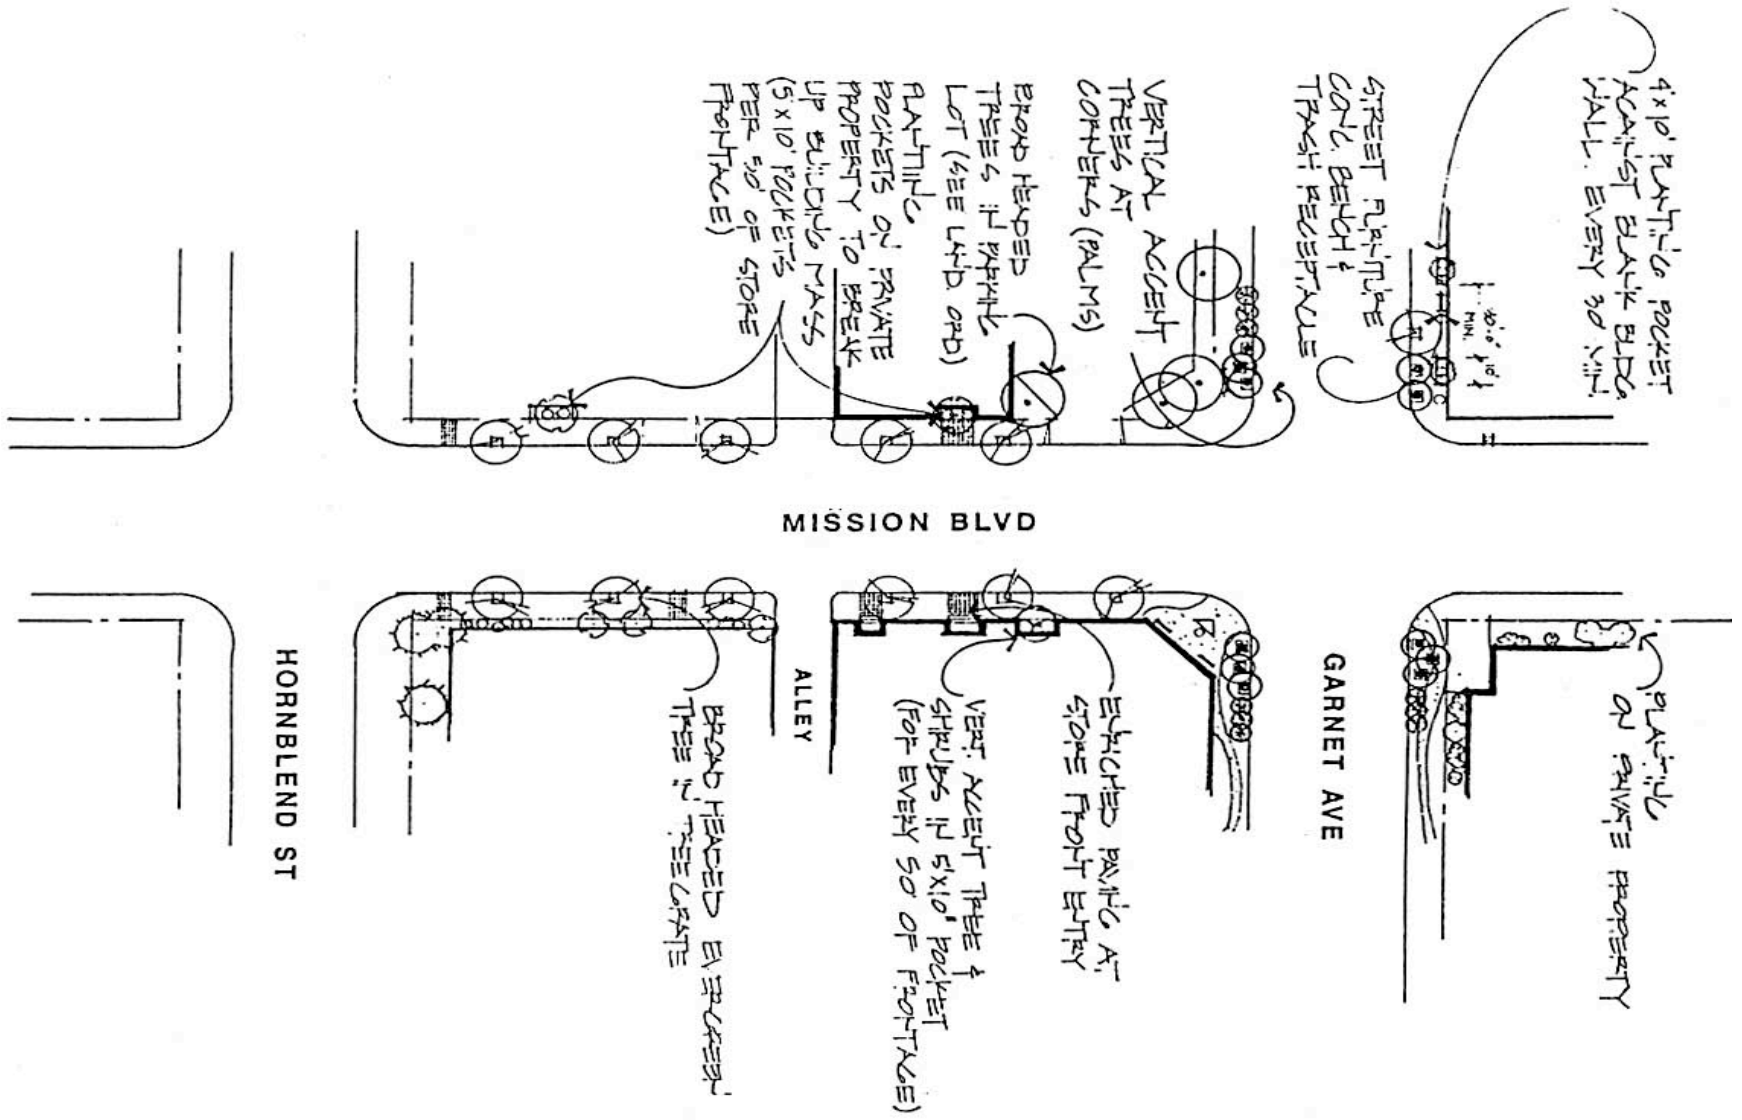 4'x10' PLANTING POCKET
AGAINST BLANK BLDG
WALL. EVERY 30' MIN
STREET FURNITURE
CONC. BENCH &
TRASH RECEPTACLE
VERTICAL ACCENT
TREES AT
CORNERS (PALMS)
BROAD HEADED
TREES IN PARKING
LOT (SEE LAND. ORD)
PLANTING
POCKETS ON PRIVATE
PROPERTY TO BREAK
UP BUILDING MASS
(5'X10' POCKETS
PER 50' OF STORE
FRONTAGE)
MIN.
10'
MISSION BLVD
HORNBLEND ST
ALLEY
GARNET AVE
PLANTING
ON PRIVATE PROPERTY
ENRICHED PAVING AT
STORE FRONT ENTRY
VERT. ACCENT TREE &
SHRUBS IN 5'X10' POCKET
(FOR EVERY 50' OF FRONTAGE)
BROAD HEADED EVERGREEN
TREE IN TREE GRATE